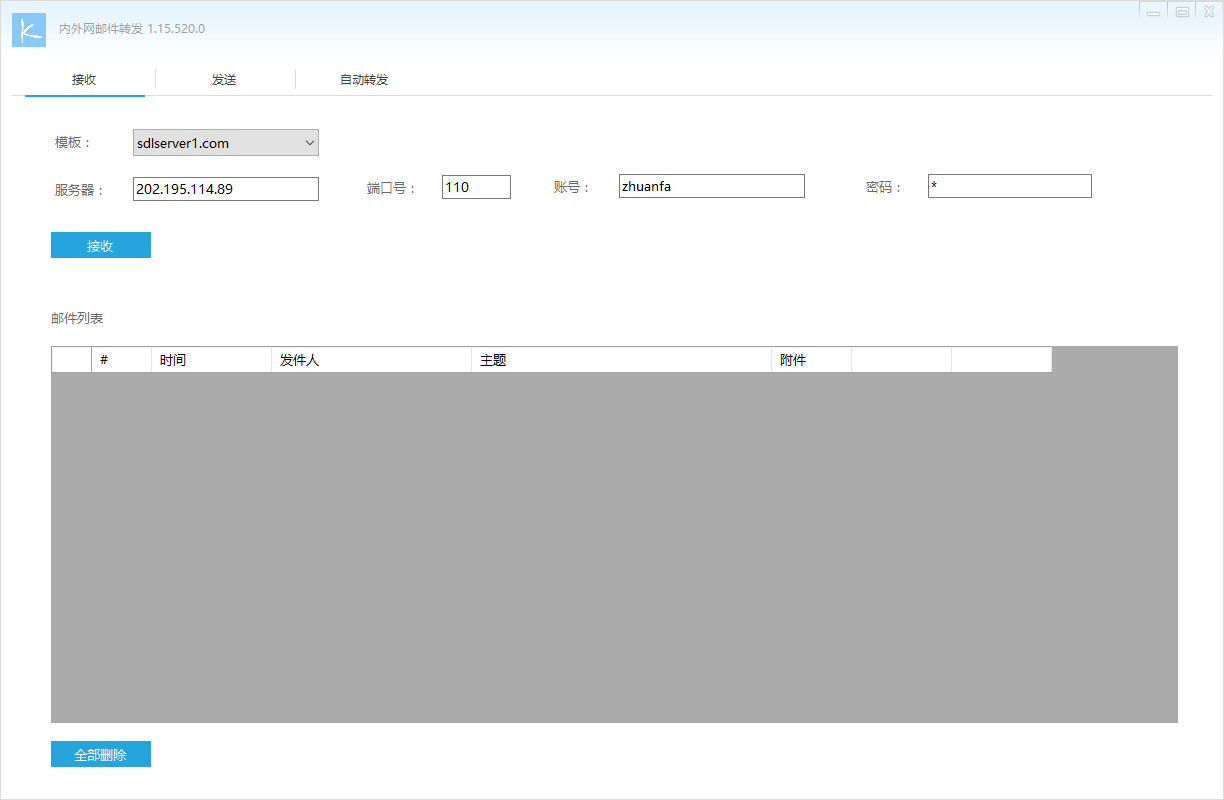 内外网邮件转发 1.15.520.0
接收 发送 自动转发
模板： sdlserver1.com
服务器： 202.195.114.89 端口号： 110 账号： zhuanfa 密码： *
接收
邮件列表
# 时间 发件人 主题 附件
全部删除